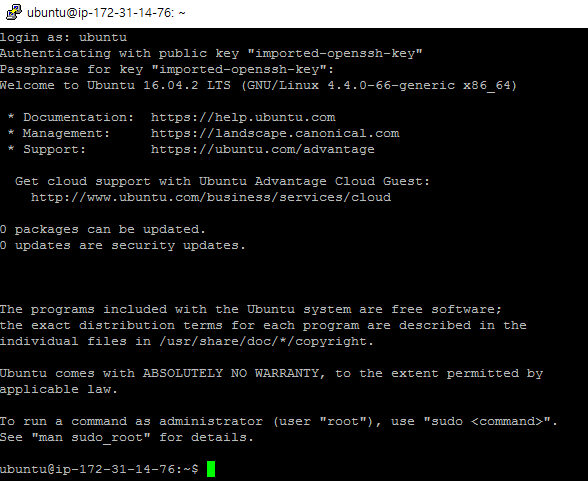 ubuntu@ip-172-31-14-76: ~
login as: ubuntu
Authenticating with public key "imported-openssh-key"
Passphrase for key "imported-openssh-key":
Welcome to Ubuntu 16.04.2 LTS (GNU/Linux 4.4.0-66-generic x86_64)
* Documentation:  https://help.ubuntu.com
* Management:     https://landscape.canonical.com
* Support:        https://ubuntu.com/advantage
Get cloud support with Ubuntu Advantage Cloud Guest:
http://www.ubuntu.com/business/services/cloud
0 packages can be updated.
0 updates are security updates.
The programs included with the Ubuntu system are free software;
the exact distribution terms for each program are described in the
individual files in /usr/share/doc/*/copyright.
Ubuntu comes with ABSOLUTELY NO WARRANTY, to the extent permitted by
applicable law.
To run a command as administrator (user "root"), use "sudo <command>".
See "man sudo_root" for details.
ubuntu@ip-172-31-14-76:~$